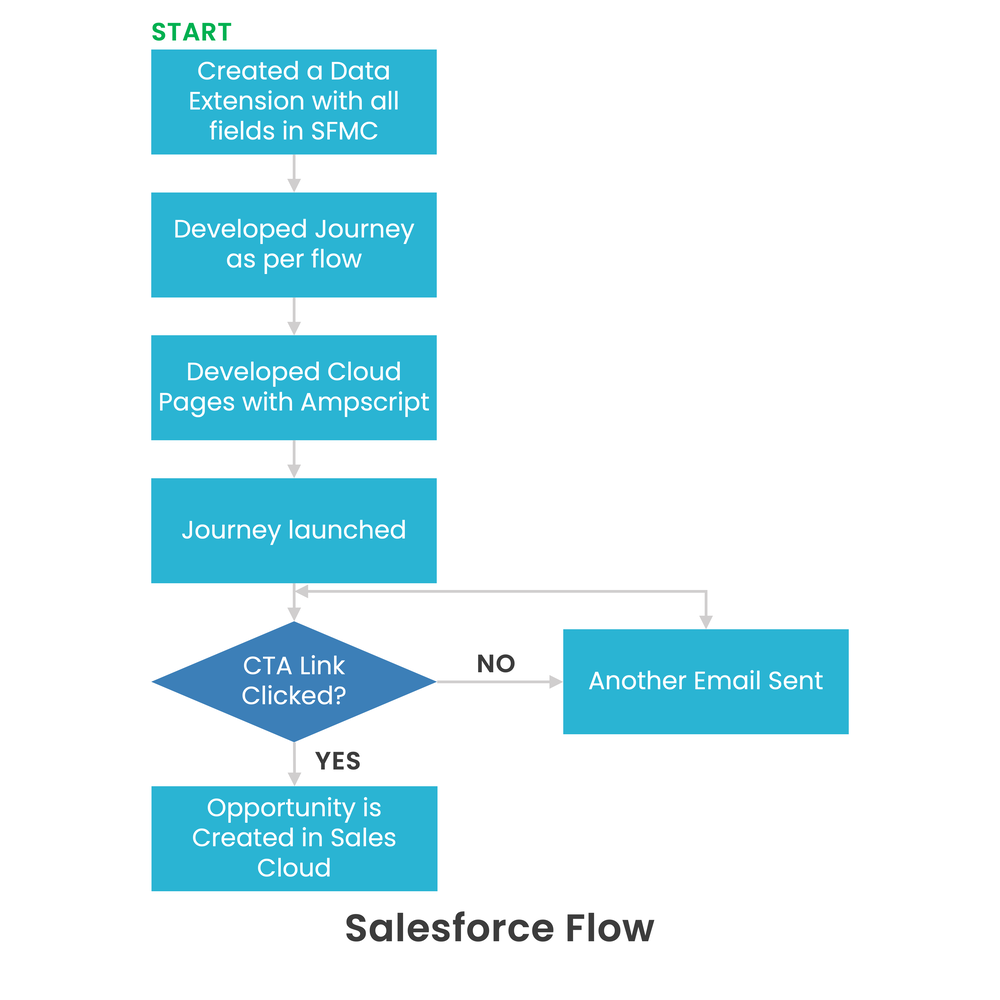 START
Created a Data
Extension with all
fields in SFMC
Developed Journey
as per flow
Developed Cloud
Pages with Ampscript
Journey launched
CTA Link
Clicked?
NO
Another Email Sent
YES
Opportunity is
Created in Sales
Cloud
Salesforce Flow